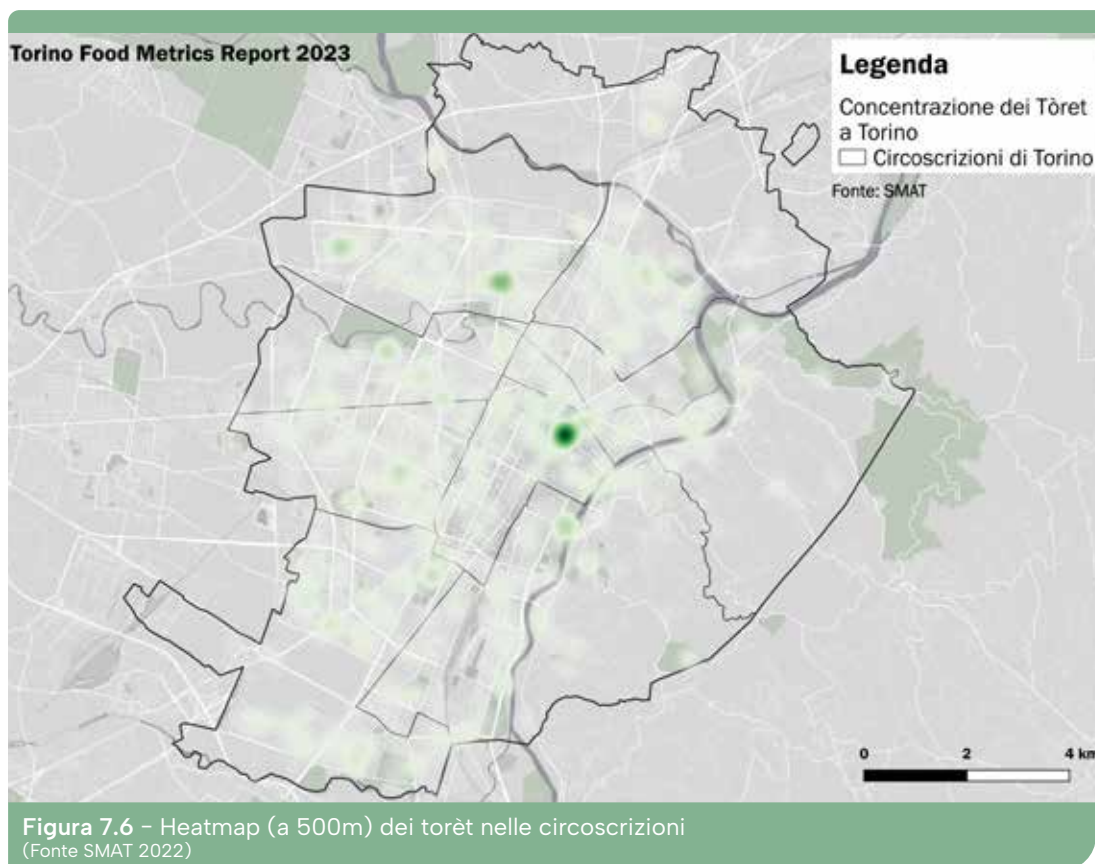 Torino Food Metrics Report 2023
Legenda
Concentrazione dei Tòret
a Torino
Circoscrizioni di Torino
Fonte: SMAT
0 2 4 km
Figura 7.6 - Heatmap (a 500m) dei torèt nelle circoscrizioni
(Fonte SMAT 2022)